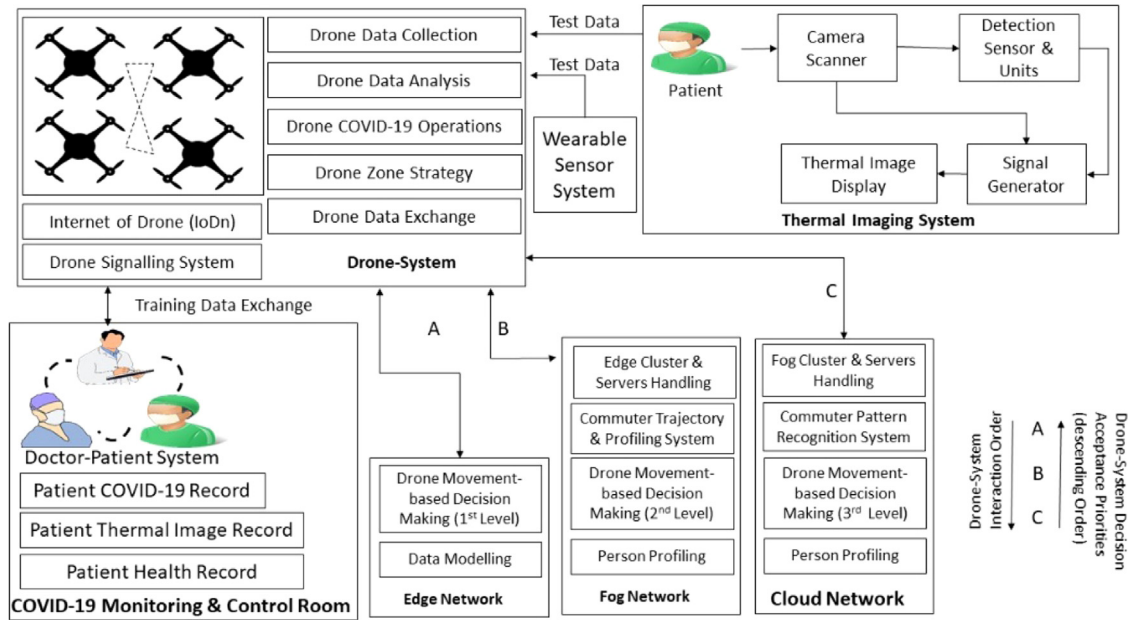 Drone Data Collection
Drone Data Analysis
Drone COVID-19 Operations
Drone Zone Strategy
Drone Data Exchange
Internet of Drone (IoDn)
Drone Signalling System
Drone-System
Test Data
Test Data
Wearable
Sensor
System
Patient
Camera
Scanner
Detection
Sensor &
Units
Thermal Image
Display
Signal
Generator
Thermal Imaging System
Training Data Exchange
A
B
C
Doctor-Patient System
Patient COVID-19 Record
Patient Thermal Image Record
Patient Health Record
COVID-19 Monitoring & Control Room
Drone Movement-
based Decision
Making (1st Level)
Data Modelling
Edge Network
Edge Cluster &
Servers Handling
Commuter Trajectory
& Profiling System
Drone Movement-
based Decision
Making (2nd Level)
Person Profiling
Fog Network
Fog Cluster & Servers
Handling
Commuter Pattern
Recognition System
Drone Movement-
based Decision
Making (3rd Level)
Person Profiling
Cloud Network
Drone-System
Interaction Order
A
B
C
Drone-System Decision
Acceptance Priorities
(descending Order)